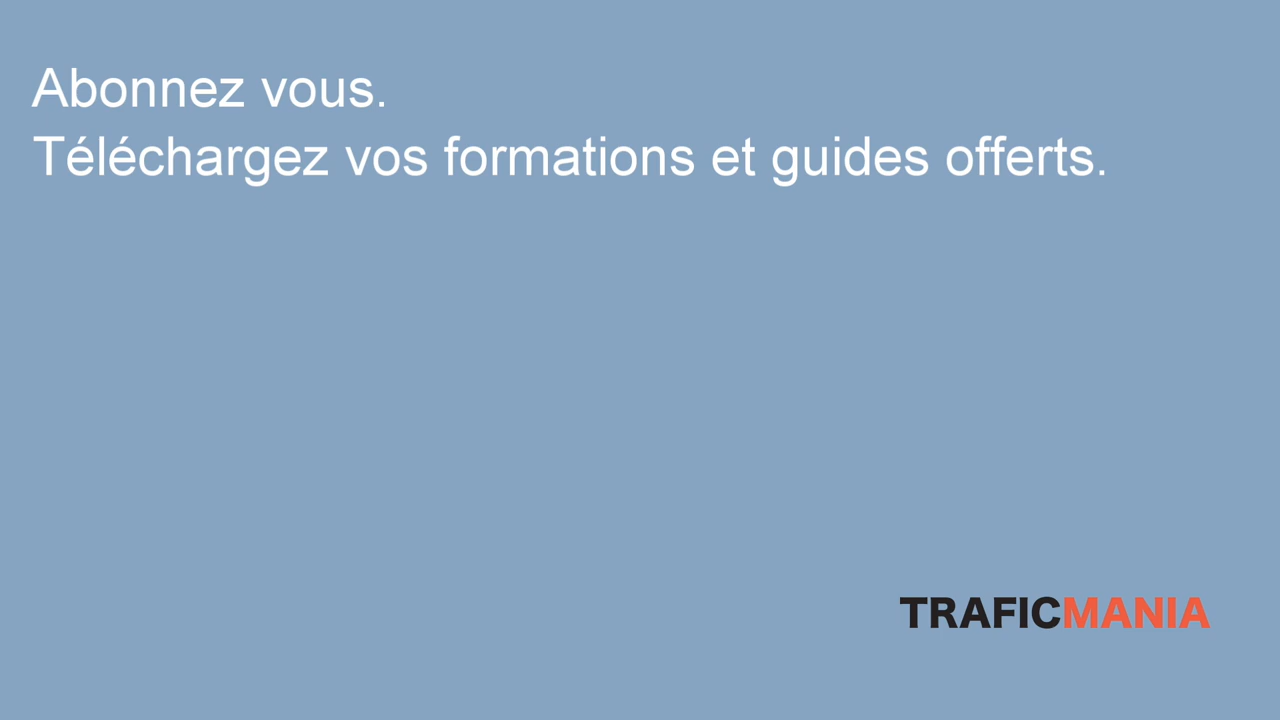 Abonnez vous.
Téléchargez vos formations et guides offerts.
TRAFICMANIA